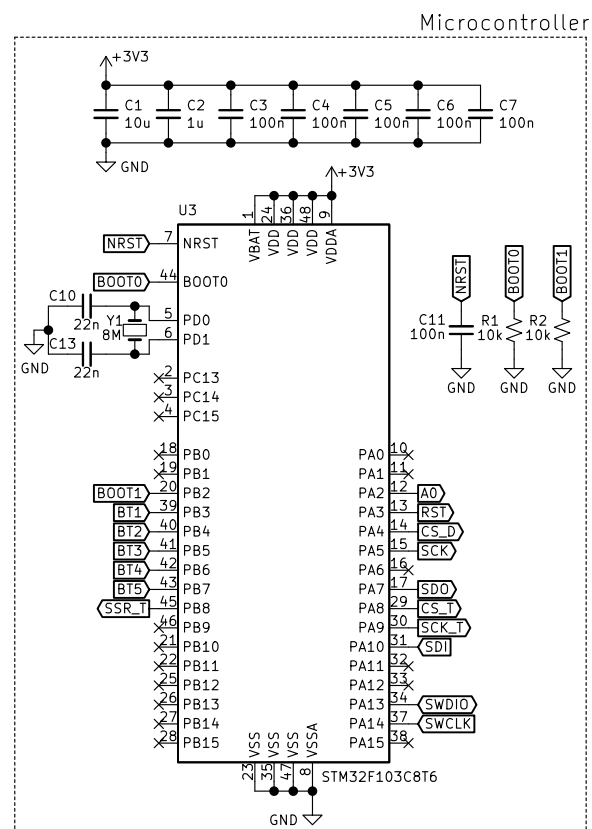 Microcontroller
+3V3
C1 10u
C2 1u
C3 100n
C4 100n
C5 100n
C6 100n
C7 100n
GND
+3V3
U3
1 24 36 48 9
VBAT VDD VDD VDD VDDA
NRST 7 NRST
BOOT0 44 BOOT0
C10 22n
Y1 8M
5 PD0
6 PD1
C13 22n
GND
2 PC13
3 PC14
4 PC15
18 PB0
19 PB1
BOOT1 20 PB2
BT1 39 PB3
BT2 40 PB4
BT3 41 PB5
BT4 42 PB6
BT5 43 PB7
SSR_T 45 PB8
46 PB9
21 PB10
22 PB11
25 PB12
26 PB13
27 PB14
28 PB15
PA0 10
PA1 11
PA2 12 A0
PA3 13 RST
PA4 14 CS_D
PA5 15 SCK
PA6 16
PA7 17 SDO
PA8 29 CS_T
PA9 30 SCK_T
PA10 31 SDI
PA11 32
PA12 33
PA13 34 SWDIO
PA14 37 SWCLK
PA15 38
VSS VSS VSS VSSA
23 35 47 8
STM32F103C8T6
GND
NRST BOOT0 BOOT1
C11 100n
R1 10k
R2 10k
GND GND GND